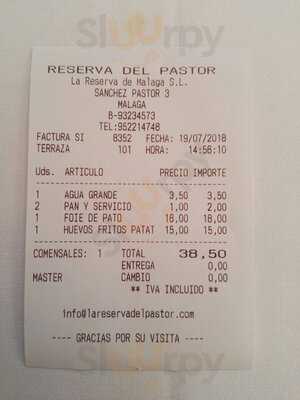 Sluurpy
RESERVA DEL PASTOR
La Reserva de Malaga S.L.
SANCHEZ PASTOR 3
MALAGA
B-93234573
TEL:952214748
FACTURA SI 8352 FECHA: 19/07/2018
TERRAZA 101 HORA: 14:56:10
Uds. ARTICULO PRECIO IMPORTE
1 AGUA GRANDE 3,50 3,50
2 PAN Y SERVICIO 1,00 2,00
1 FOIE DE PATO 18,00 18,00
1 HUEVOS FRITOS PATAT 15,00 15,00
COMENSALES: 1 TOTAL 38,50
ENTREGA 0,00
MASTER CAMBIO 0,00
** IVA INCLUIDO **
info@lareservadelpastor.com
---- GRACIAS POR SU VISITA ----
Sluurpy